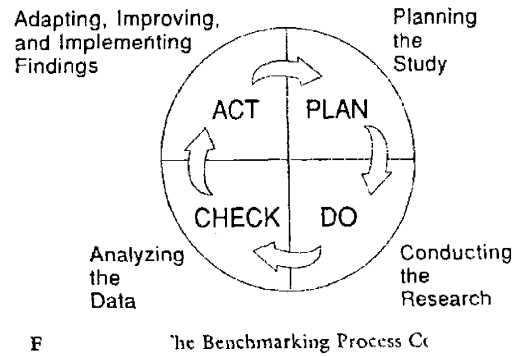 Adapting, Improving,
and Implementing
Findings
Planning
the
Study
ACT
PLAN
CHECK
DO
Analyzing
the
Data
Conducting
the
Research
F he Benchmarking Process